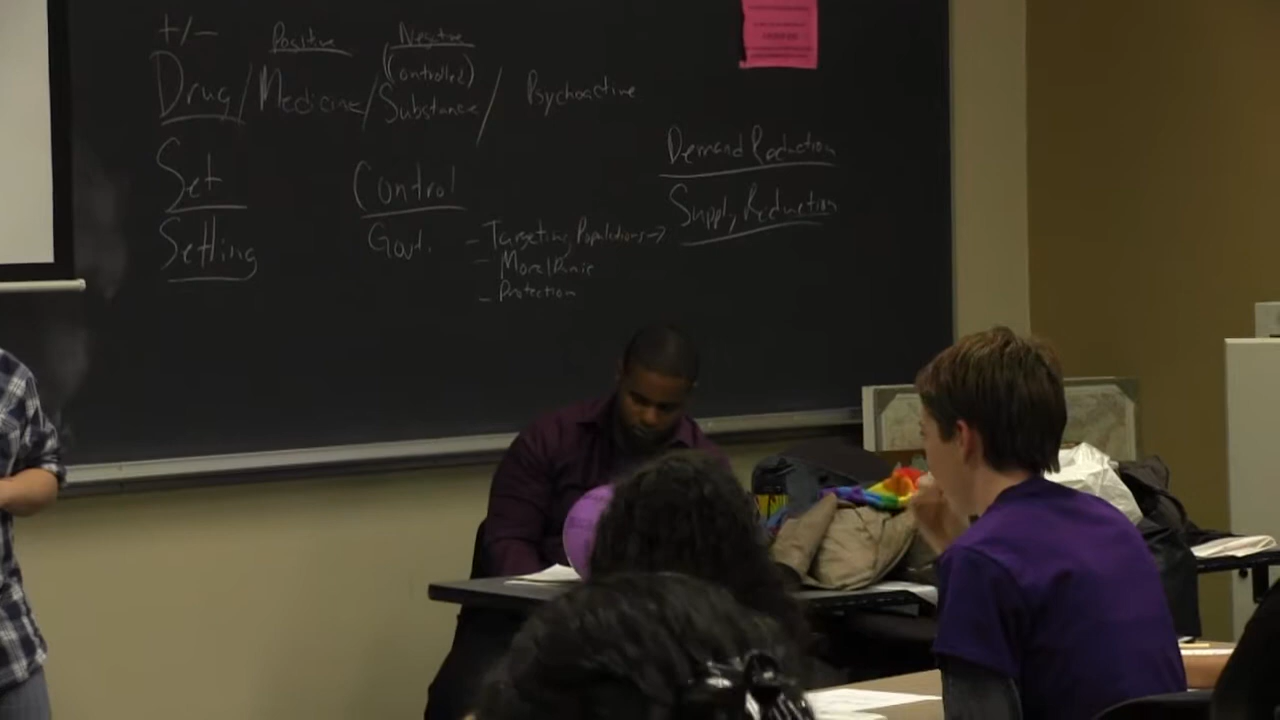 +/- Positive Negative
(Controlled)
Drug / Medicine / Substance / Psychoactive
Set Control
Setting Govt.
- Targeting Populations →
- Moral Panic
- Protection
Demand Reduction
Supply Reduction